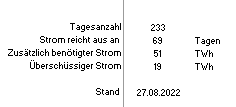 Tagesanzahl 233
Strom reicht aus an 69 Tagen
Zusätzlich benötigter Strom 51 TWh
Überschüssiger Strom 19 TWh
Stand 27.08.2022